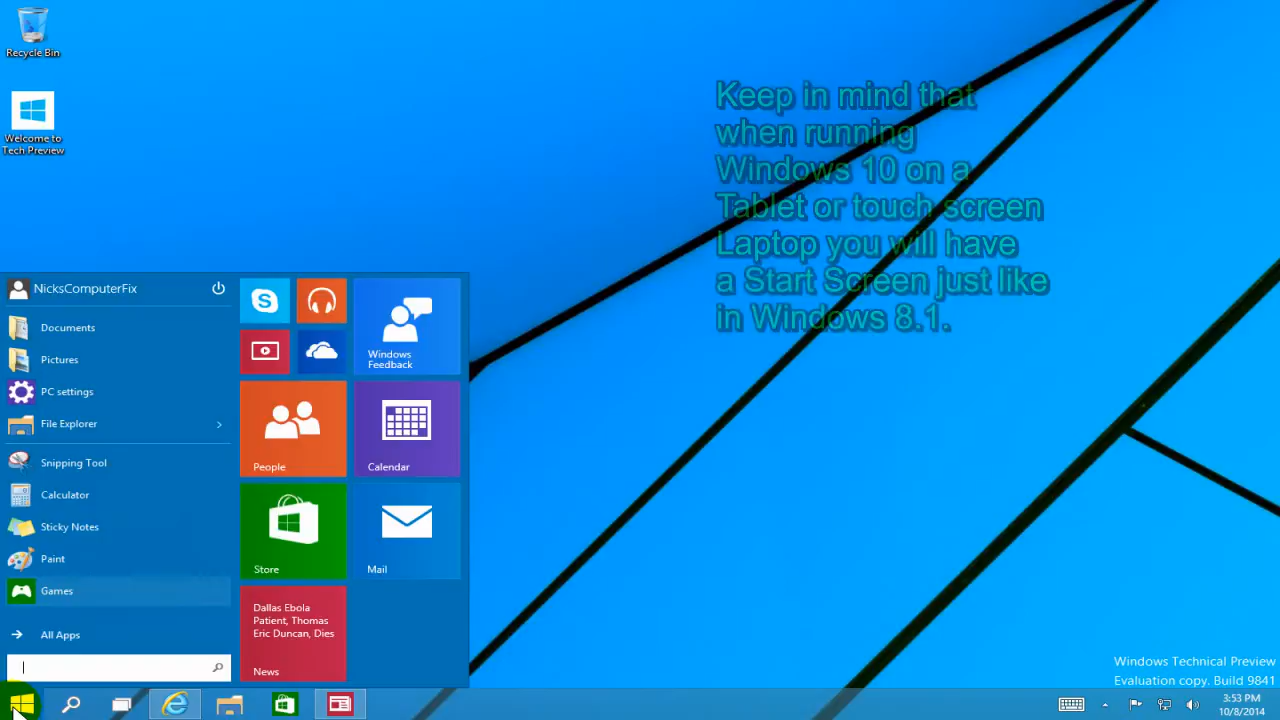 Recycle Bin
Welcome to
Tech Preview
Keep in mind that
when running
Windows 10 on a
Tablet or touch screen
Laptop you will have
a Start Screen just like
in Windows 8.1.
NicksComputerFix
Documents
Pictures
PC settings
File Explorer
Snipping Tool
Calculator
Sticky Notes
Paint
Games
All Apps
Windows
Feedback
People
Calendar
Store
Mail
Dallas Ebola
Patient, Thomas
Eric Duncan, Dies
News
Windows Technical Preview
Evaluation copy. Build 9841
3:53 PM
10/8/2014